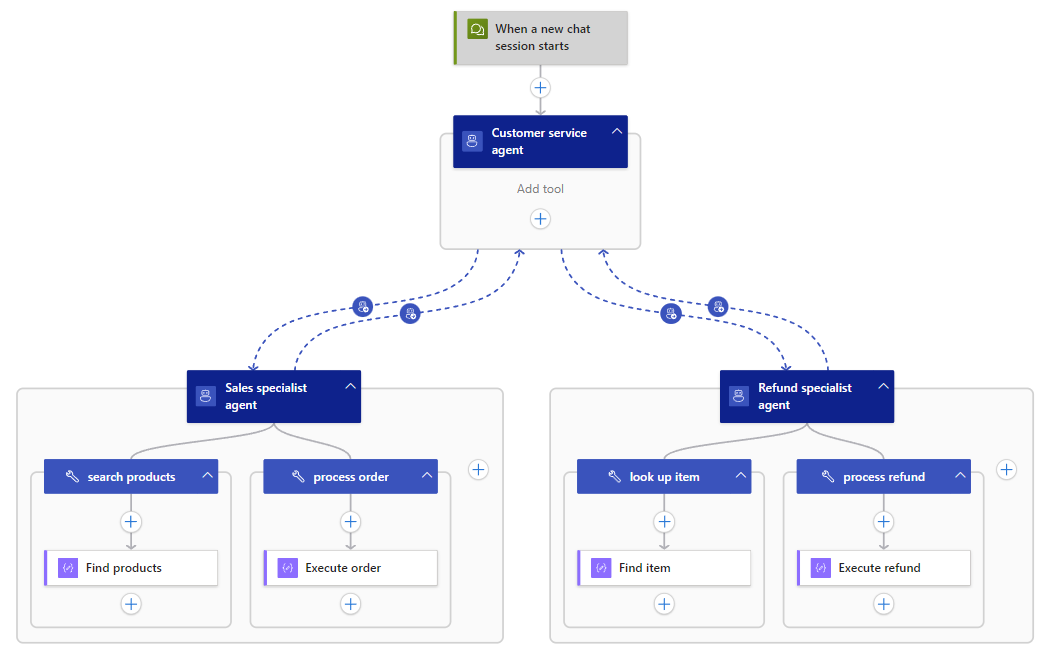 When a new chat
session starts
Customer service
agent
Add tool
Sales specialist
agent
Refund specialist
agent
search products
process order
look up item
process refund
Find products
Execute order
Find item
Execute refund